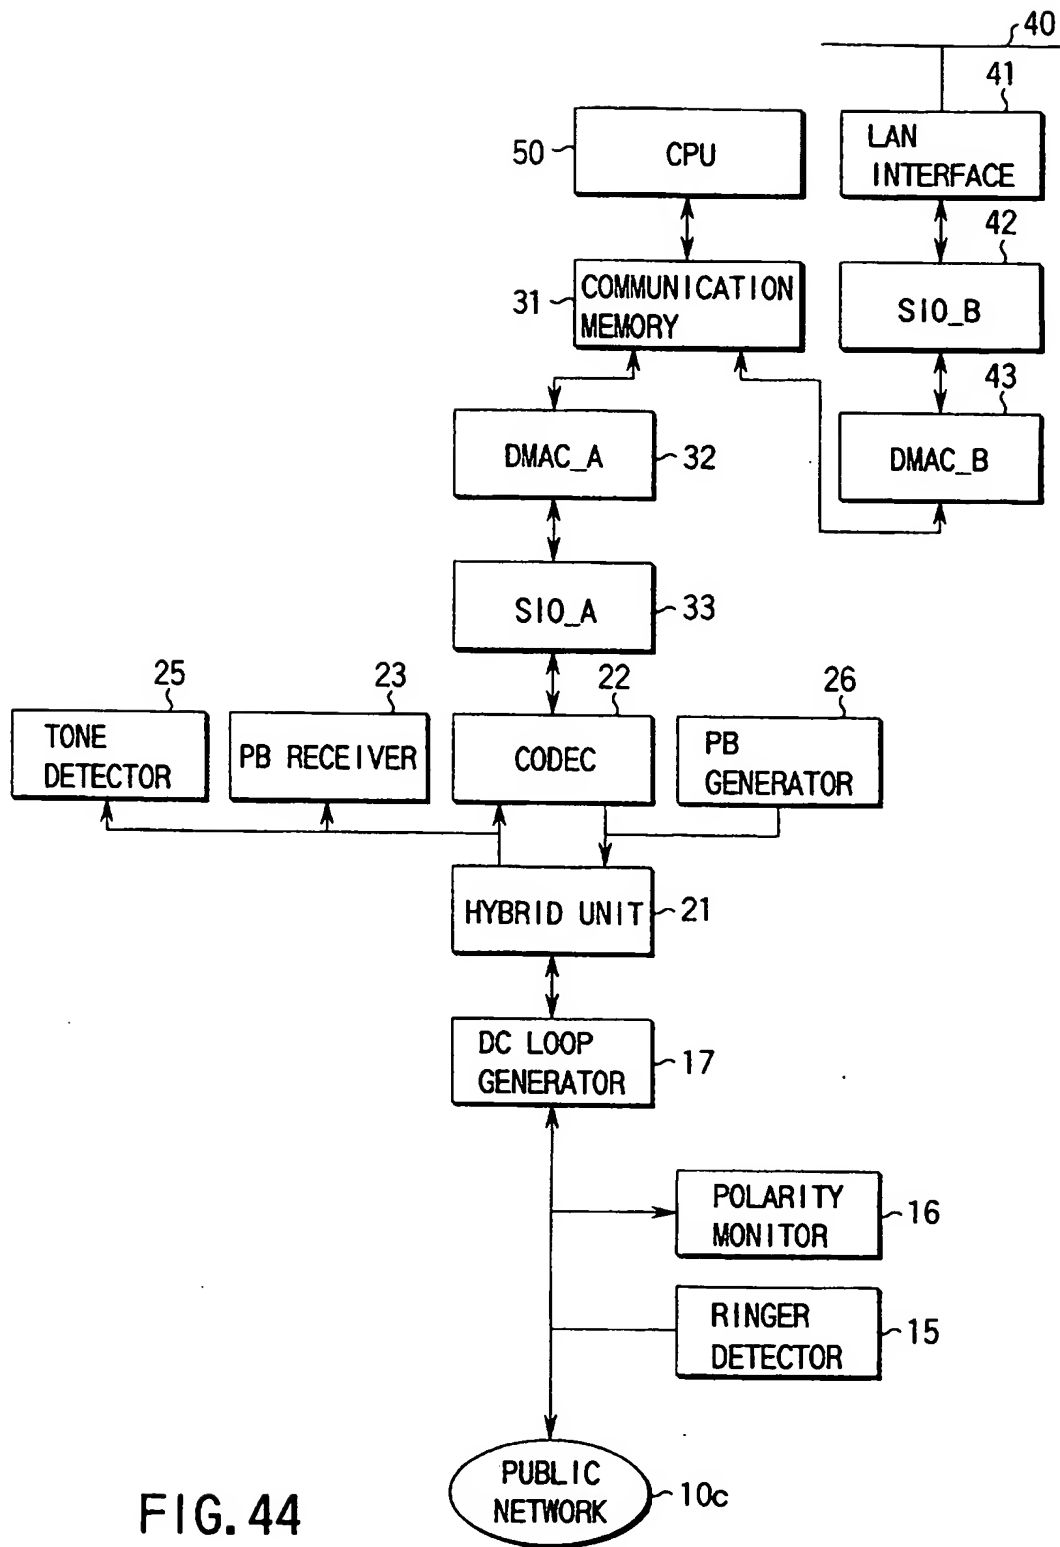 40
41
50
CPU
LAN
INTERFACE
42
31
COMMUNICATION
MEMORY
SIO_B
43
DMAC_A
32
DMAC_B
SIO_A
33
25
23
22
26
TONE
DETECTOR
PB RECEIVER
CODEC
PB
GENERATOR
HYBRID UNIT
21
DC LOOP
GENERATOR
17
POLARITY
MONITOR
16
RINGER
DETECTOR
15
PUBLIC
NETWORK
10c
FIG. 44